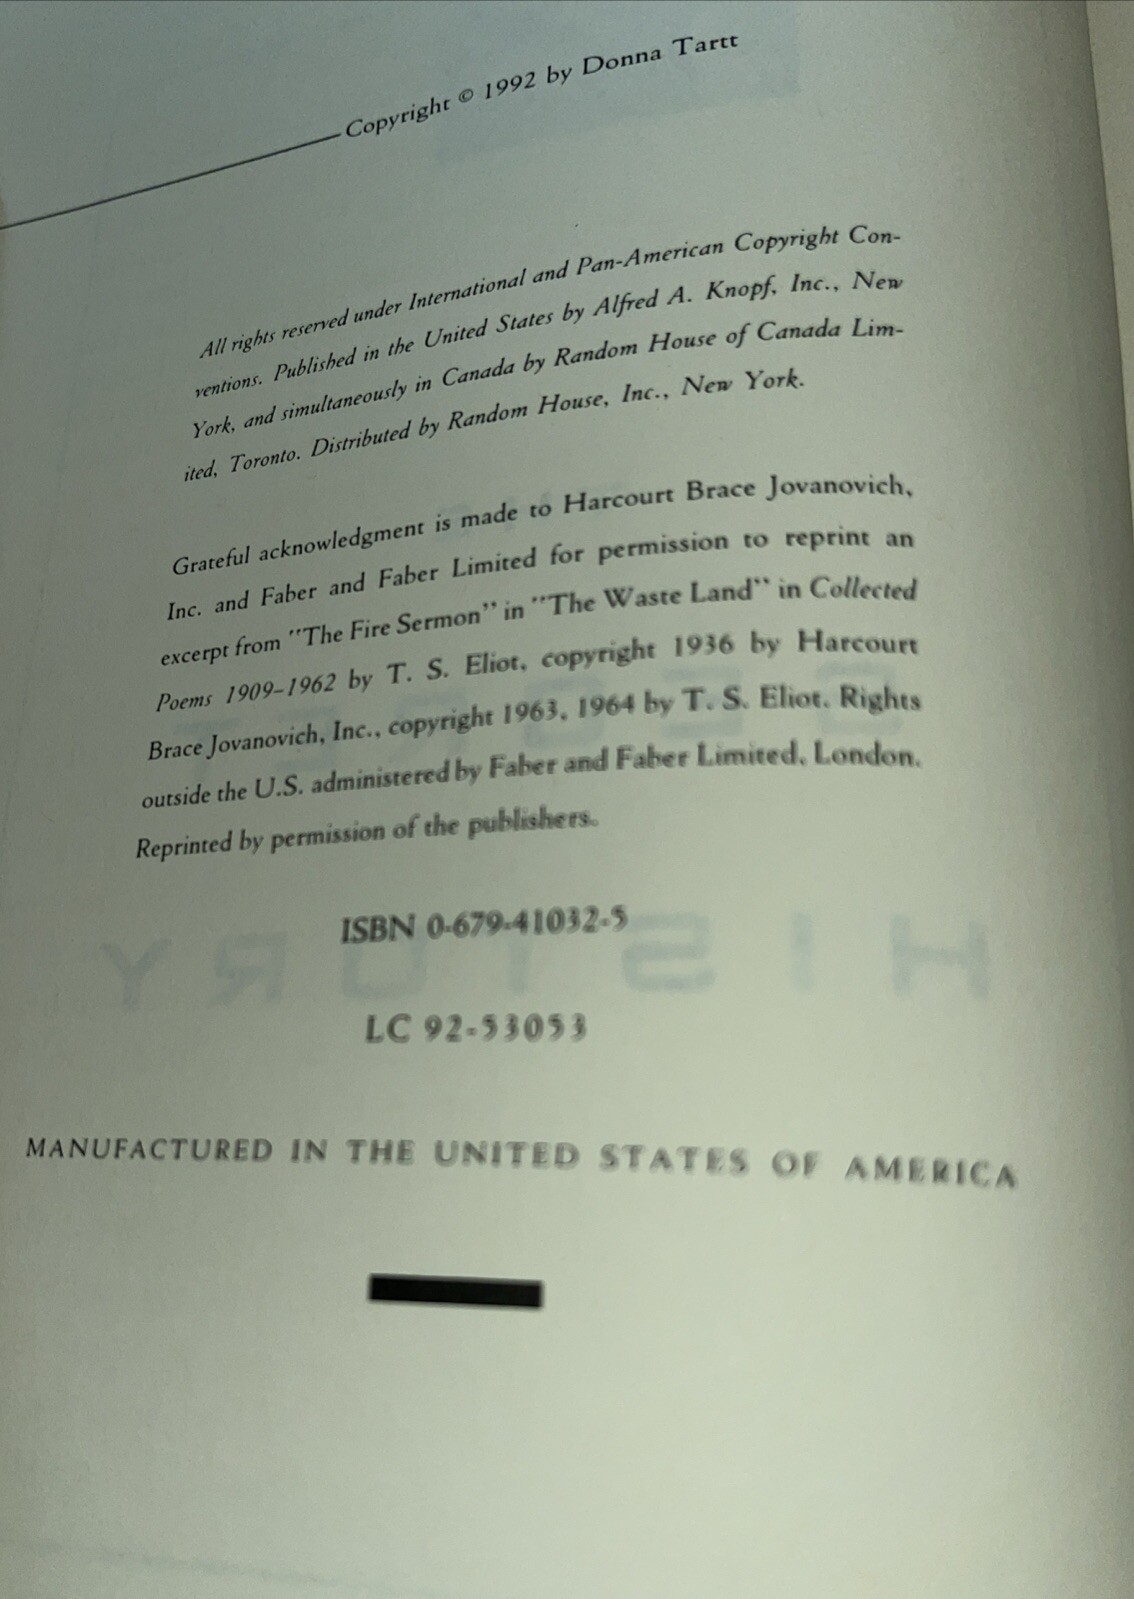 Copyright © 1992 by Donna Tartt
All rights reserved under International and Pan-American Copyright Con-
ventions. Published in the United States by Alfred A. Knopf, Inc., New
York, and simultaneously in Canada by Random House of Canada Lim-
ited, Toronto. Distributed by Random House, Inc., New York.
Grateful acknowledgment is made to Harcourt Brace Jovanovich,
Inc. and Faber and Faber Limited for permission to reprint an
excerpt from "The Fire Sermon" in "The Waste Land" in Collected
Poems 1909–1962 by T. S. Eliot, copyright 1936 by Harcourt
Brace Jovanovich, Inc., copyright 1963, 1964 by T. S. Eliot. Rights
outside the U.S. administered by Faber and Faber Limited, London.
Reprinted by permission of the publishers.
SECRET
ISBN 0-679-41032-5
HISTORY
LC 92-53053
MANUFACTURED IN THE UNITED STATES OF AMERICA